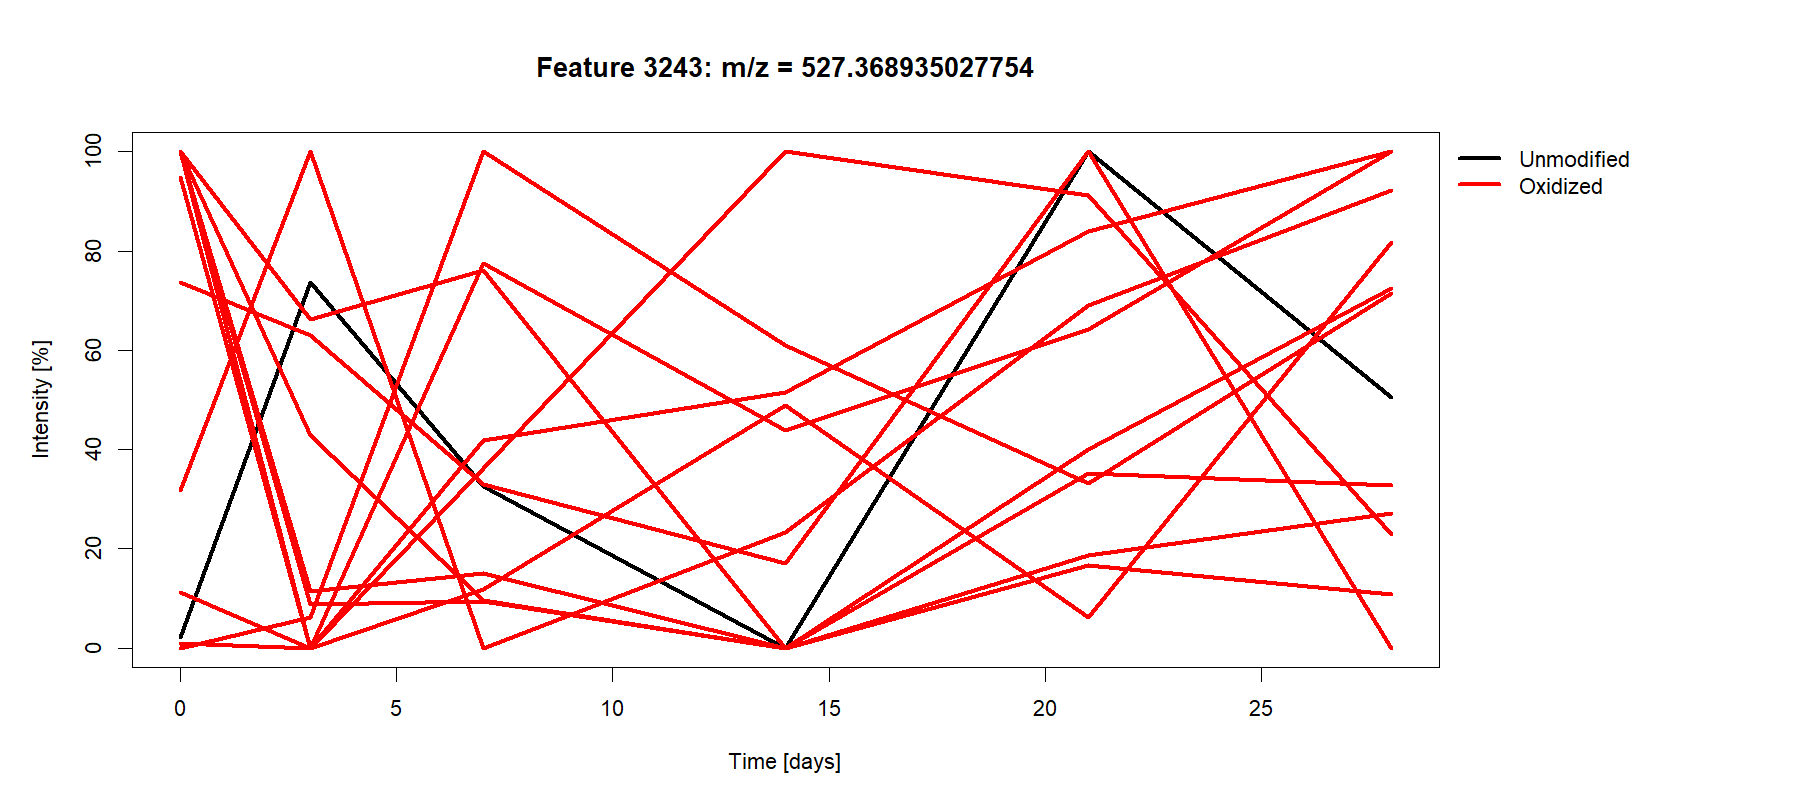 Feature 3243: m/z = 527.368935027754
Unmodified
Oxidized
Intensity [%]
100
80
60
40
20
0
0 5 10 15 20 25
Time [days]